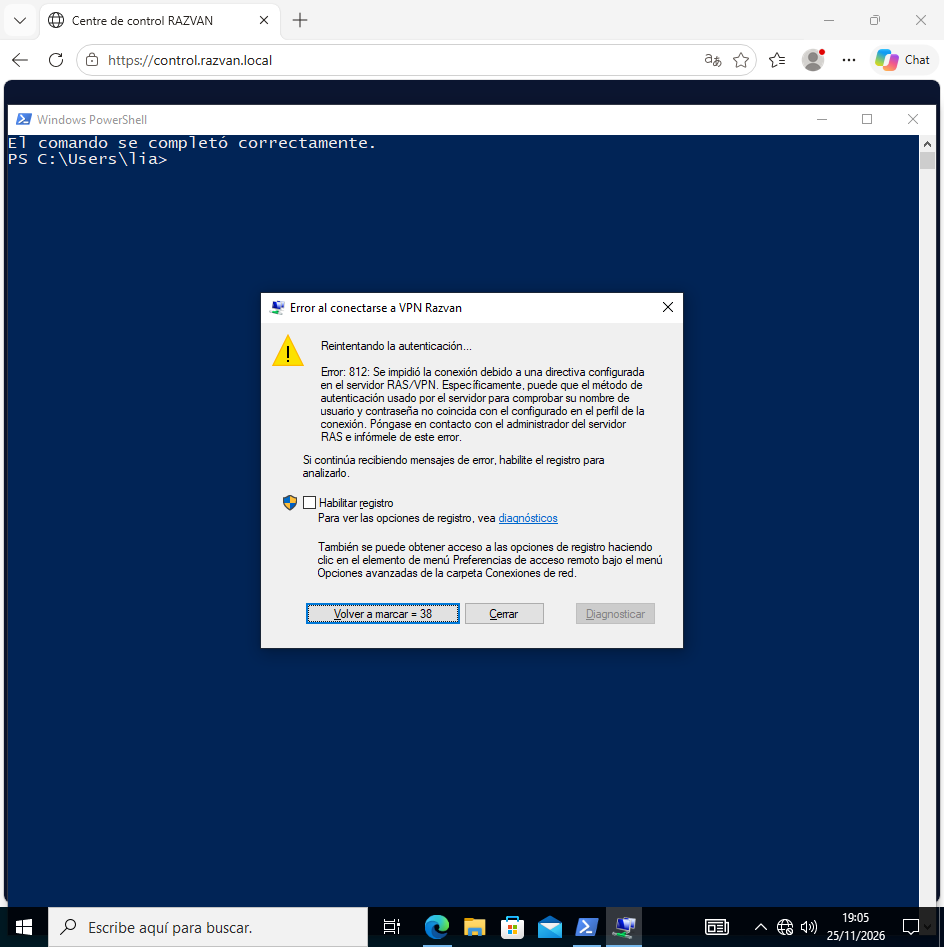 Centre de control RAZVAN
https://control.razvan.local
Chat
Windows PowerShell
El comando se completó correctamente.
PS C:\Users\lia>
Error al conectarse a VPN Razvan
Reintentando la autenticación...
Error: 812: Se impidió la conexión debido a una directiva configurada
en el servidor RAS/VPN. Específicamente, puede que el método de
autenticación usado por el servidor para comprobar su nombre de
usuario y contraseña no coincida con el configurado en el perfil de la
conexión. Póngase en contacto con el administrador del servidor
RAS e infórmele de este error.
Si continúa recibiendo mensajes de error, habilite el registro para
analizarlo.
Habilitar registro
Para ver las opciones de registro, vea diagnósticos
También se puede obtener acceso a las opciones de registro haciendo
clic en el elemento de menú Preferencias de acceso remoto bajo el menú
Opciones avanzadas de la carpeta Conexiones de red.
Volver a marcar = 38
Cerrar
Diagnosticar
Escribe aquí para buscar.
19:05
25/11/2026